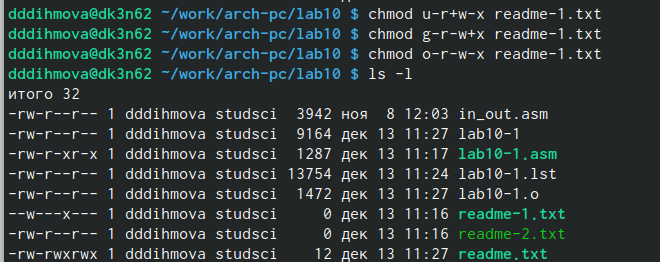 dddihmova@dk3n62 ~/work/arch-pc/lab10 $ chmod u-r+w-x readme-1.txt
dddihmova@dk3n62 ~/work/arch-pc/lab10 $ chmod g-r-w+x readme-1.txt
dddihmova@dk3n62 ~/work/arch-pc/lab10 $ chmod o-r-w-x readme-1.txt
dddihmova@dk3n62 ~/work/arch-pc/lab10 $ ls -l
итого 32
-rw-r--r-- 1 dddihmova studsci  3942 ноя  8 12:03 in_out.asm
-rw-r--r-- 1 dddihmova studsci  9164 дек 13 11:27 lab10-1
-rw-r-xr-x 1 dddihmova studsci  1287 дек 13 11:17 lab10-1.asm
-rw-r--r-- 1 dddihmova studsci 13754 дек 13 11:24 lab10-1.lst
-rw-r--r-- 1 dddihmova studsci  1472 дек 13 11:27 lab10-1.o
--w---x--- 1 dddihmova studsci     0 дек 13 11:16 readme-1.txt
-rw-r--rw- 1 dddihmova studsci     0 дек 13 11:16 readme-2.txt
-rw-rwxrwx 1 dddihmova studsci    12 дек 13 11:27 readme.txt